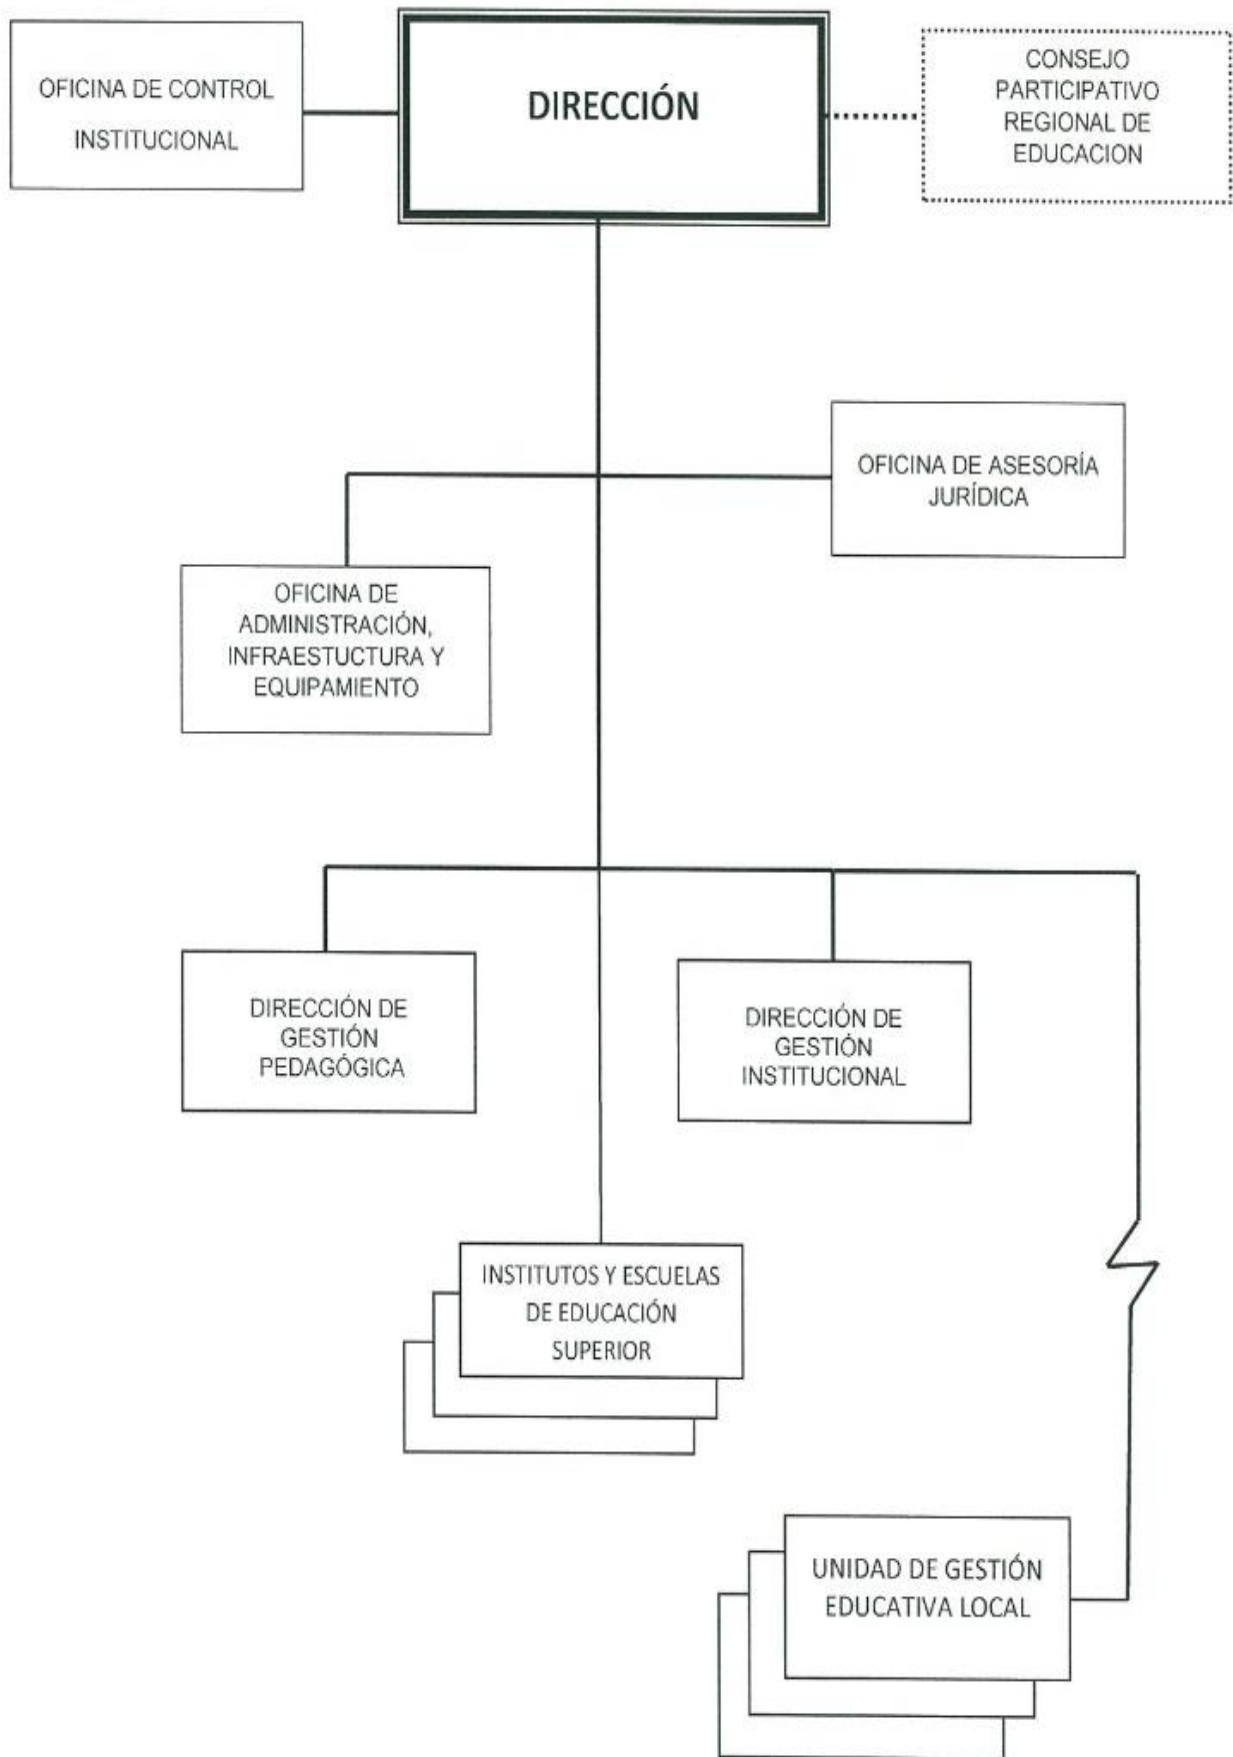 OFICINA DE CONTROL
INSTITUCIONAL
DIRECCIÓN
CONSEJO
PARTICIPATIVO
REGIONAL DE
EDUCACION
OFICINA DE ASESORÍA
JURÍDICA
OFICINA DE
ADMINISTRACIÓN,
INFRAESTUCTURA Y
EQUIPAMIENTO
DIRECCIÓN DE
GESTIÓN
PEDAGÓGICA
DIRECCIÓN DE
GESTIÓN
INSTITUCIONAL
INSTITUTOS Y ESCUELAS
DE EDUCACIÓN
SUPERIOR
UNIDAD DE GESTIÓN
EDUCATIVA LOCAL